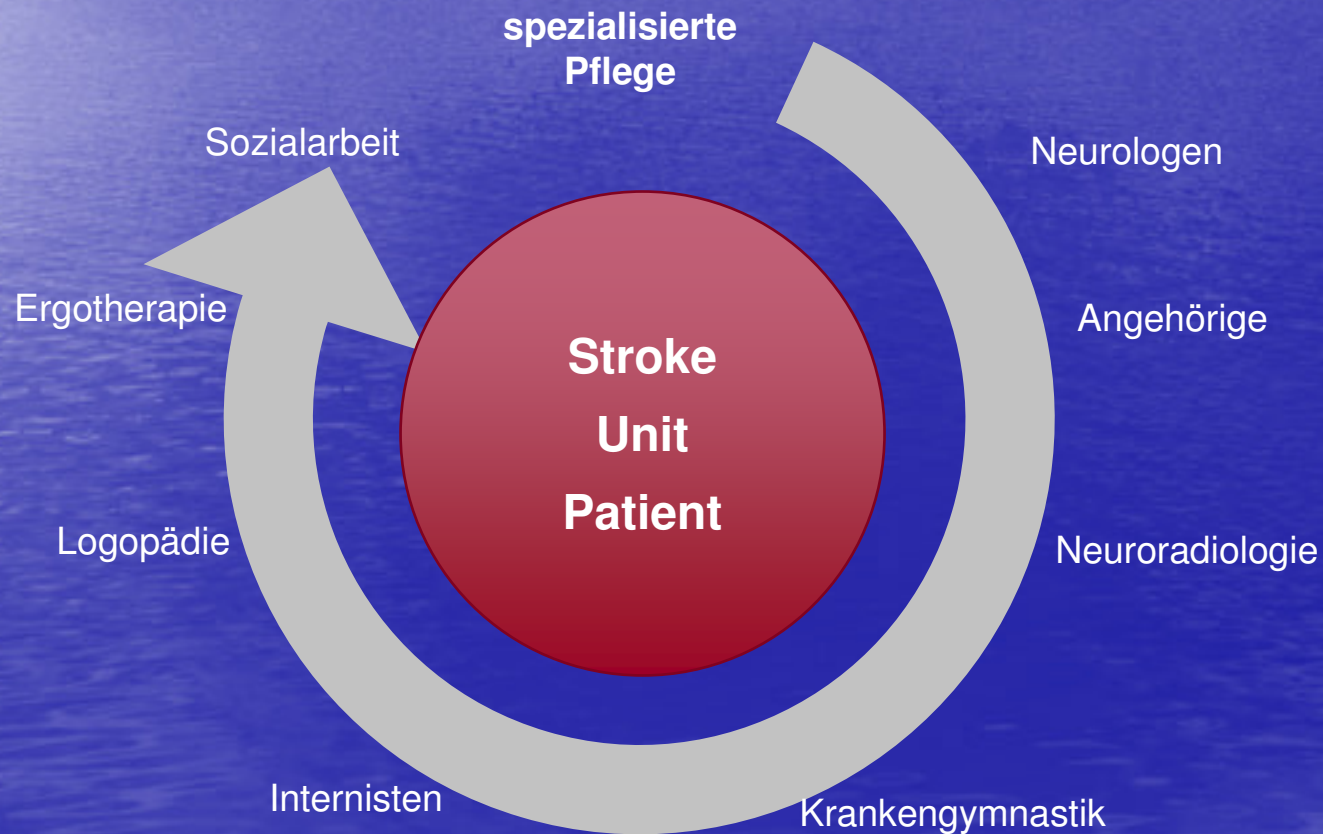 spezialisierte
Pflege
Sozialarbeit
Neurologen
Ergotherapie
Angehörige
Stroke
Unit
Patient
Logopädie
Neuroradiologie
Internisten
Krankengymnastik